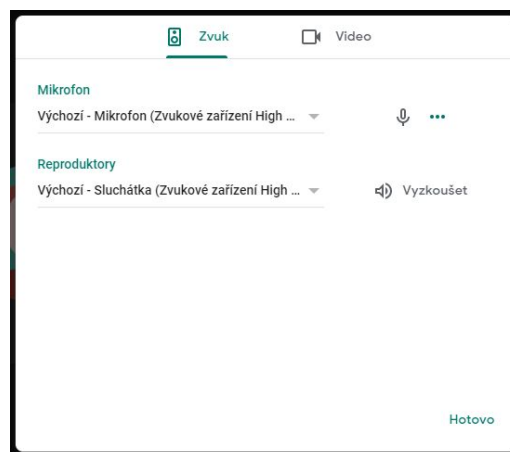 Zvuk
Video
Mikrofon
Výchozí - Mikrofon (Zvukové zařízení High ...
Reproduktory
Výchozí - Sluchátka (Zvukové zařízení High ...
Vyzkoušet
Hotovo